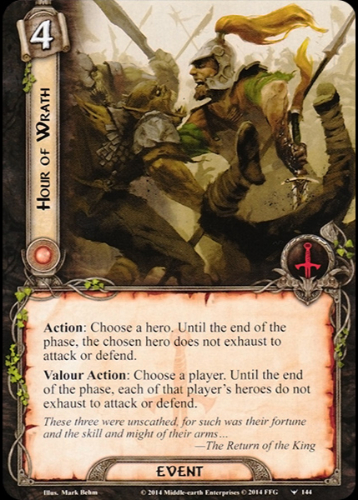 4
HOUR OF WRATH
Action: Choose a hero. Until the end of the
phase, the chosen hero does not exhaust to
attack or defend.
Valour Action: Choose a player. Until the end
of the phase, each of that player's heroes do not
exhaust to attack or defend.
These three were unscathed, for such was their fortune
and the skill and might of their arms…
—The Return of the King
EVENT
Illus. Mark Behm © 2014 Middle-earth Enterprises © 2014 FFG 144